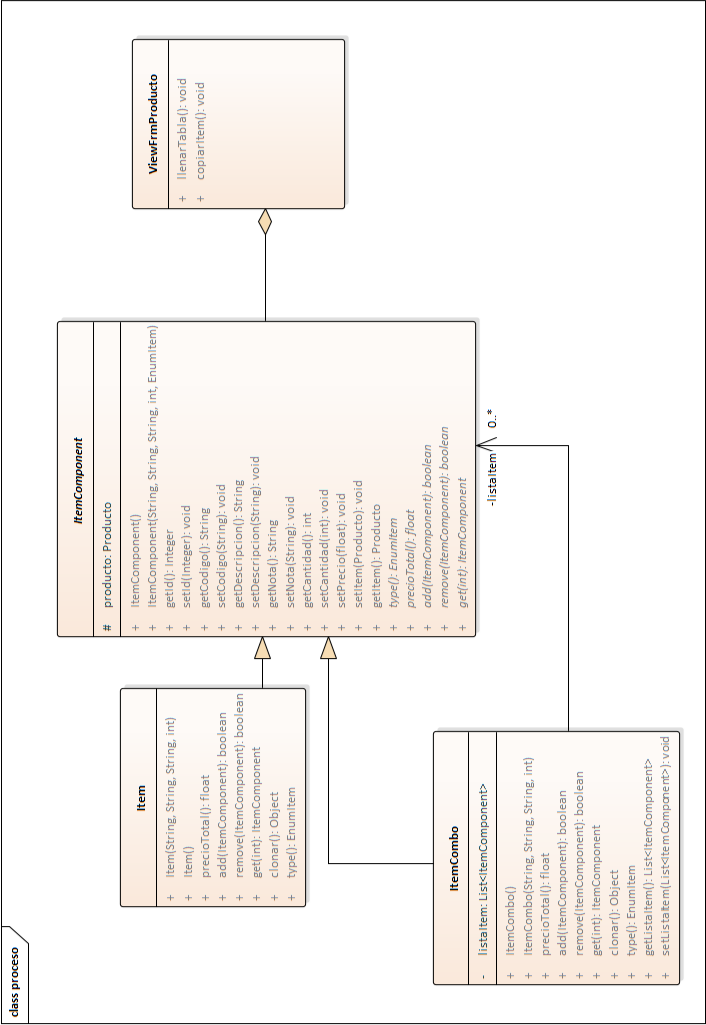 class proceso
ViewFrmProducto
+ llenarTabla(): void
+ copiarItem(): void
ItemComponent
# producto: Producto
+ ItemComponent()
+ ItemComponent(String, String, String, int, EnumItem)
+ getId(): Integer
+ setId(Integer): void
+ getCodigo(): String
+ setCodigo(String): void
+ getDescripcion(): String
+ setDescripcion(String): void
+ getNota(): String
+ setNota(String): void
+ getCantidad(): int
+ setCantidad(int): void
+ setPrecio(float): void
+ setItem(Producto): void
+ getItem(): Producto
+ type(): EnumItem
+ precioTotal(): float
+ add(ItemComponent): boolean
+ remove(ItemComponent): boolean
+ get(int): ItemComponent
-listaItem 0..*
Item
+ Item(String, String, String, int)
+ Item()
+ precioTotal(): float
+ add(ItemComponent): boolean
+ remove(ItemComponent): boolean
+ get(int): ItemComponent
+ clonar(): Object
+ type(): EnumItem
ItemCombo
- listaItem: List<ItemComponent>
+ ItemCombo()
+ ItemCombo(String, String, String, int)
+ precioTotal(): float
+ add(ItemComponent): boolean
+ remove(ItemComponent): boolean
+ get(int): ItemComponent
+ clonar(): Object
+ type(): EnumItem
+ getListaItem(): List<ItemComponent>
+ setListaItem(List<ItemComponent>): void